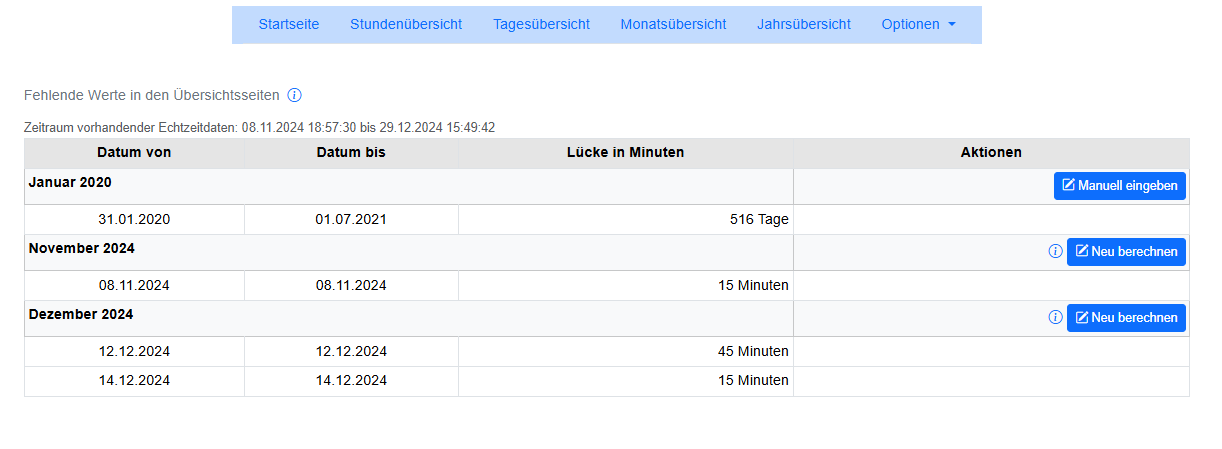 Startseite Stundenübersicht Tagesübersicht Monatsübersicht Jahrsübersicht Optionen
Fehlende Werte in den Übersichtsseiten
Zeitraum vorhandender Echtzeitdaten: 08.11.2024 18:57:30 bis 29.12.2024 15:49:42
Datum von Datum bis Lücke in Minuten Aktionen
Januar 2020 Manuell eingeben
31.01.2020 01.07.2021 516 Tage
November 2024 Neu berechnen
08.11.2024 08.11.2024 15 Minuten
Dezember 2024 Neu berechnen
12.12.2024 12.12.2024 45 Minuten
14.12.2024 14.12.2024 15 Minuten